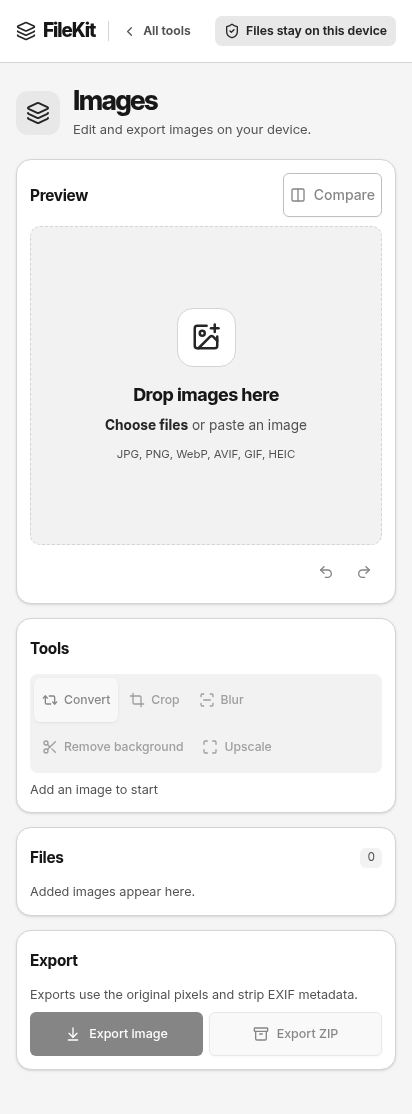 FileKit
All tools
Files stay on this device
Images
Edit and export images on your device.
Preview
Compare
Drop images here
Choose files or paste an image
JPG, PNG, WebP, AVIF, GIF, HEIC
Tools
Convert
Crop
Blur
Remove background
Upscale
Add an image to start
Files
0
Added images appear here.
Export
Exports use the original pixels and strip EXIF metadata.
Export Image
Export ZIP